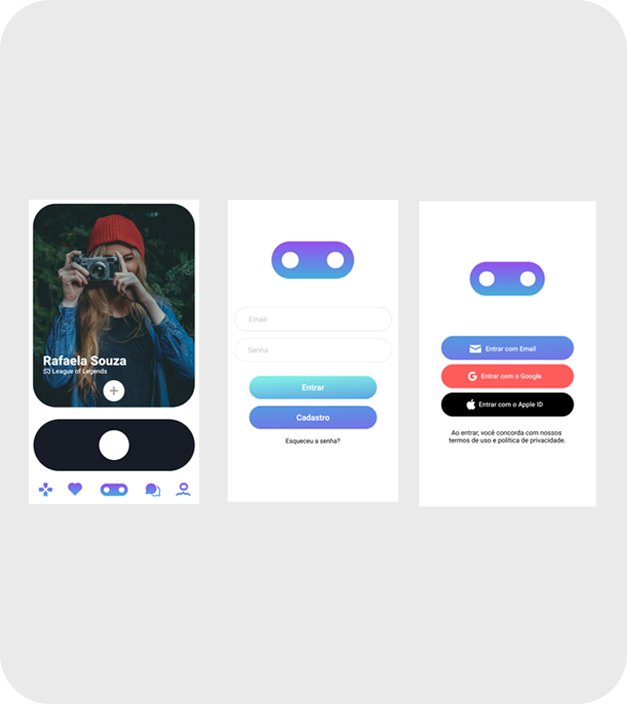 Rafaela Souza
League of Legends
Email
Senha
Entrar
Cadastro
Esqueceu a senha?
Entrar com Email
Entrar com o Google
Entrar com o Apple ID
Ao entrar, você concorda com nossos
termos de uso e política de privacidade.